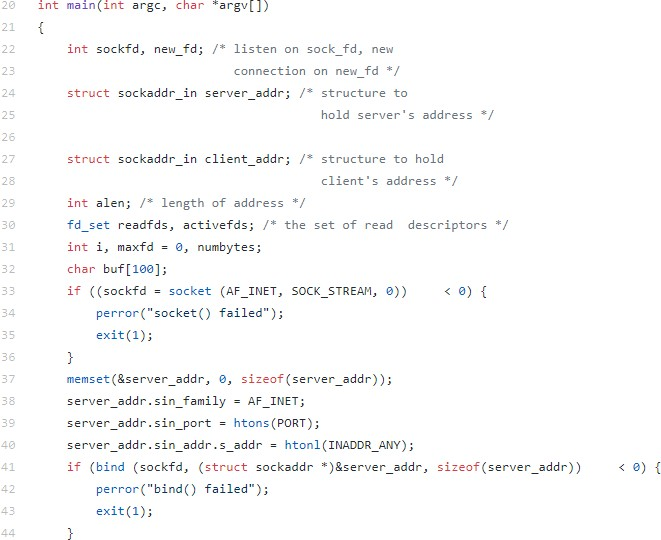 20 int main(int argc, char *argv[])
21 {
22 int sockfd, new_fd; /* listen on sock_fd, new
23 connection on new_fd */
24 struct sockaddr_in server_addr; /* structure to
25 hold server's address */
26
27 struct sockaddr_in client_addr; /* structure to hold
28 client's address */
29 int alen; /* length of address */
30 fd_set readfds, activefds; /* the set of read  descriptors */
31 int i, maxfd = 0, numbytes;
32 char buf[100];
33 if ((sockfd = socket (AF_INET, SOCK_STREAM, 0))     < 0) {
34 perror("socket() failed");
35 exit(1);
36 }
37 memset(&server_addr, 0, sizeof(server_addr));
38 server_addr.sin_family = AF_INET;
39 server_addr.sin_port = htons(PORT);
40 server_addr.sin_addr.s_addr = htonl(INADDR_ANY);
41 if (bind (sockfd, (struct sockaddr *)&server_addr, sizeof(server_addr))     < 0) {
42 perror("bind() failed");
43 exit(1);
44 }